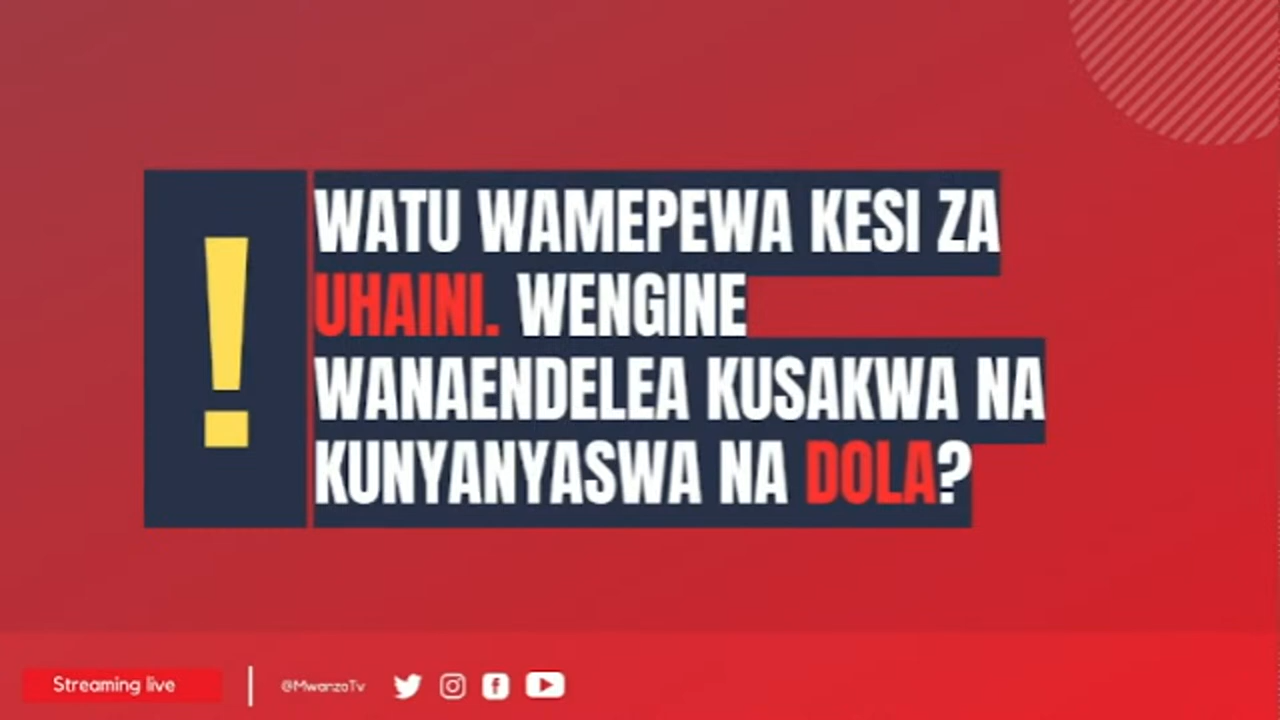 !
WATU WAMEPEWA KESI ZA
UHAINI. WENGINE
WANAENDELEA KUSAKWA NA
KUNYANYASWA NA DOLA?
Streaming live
@MwanzoTv